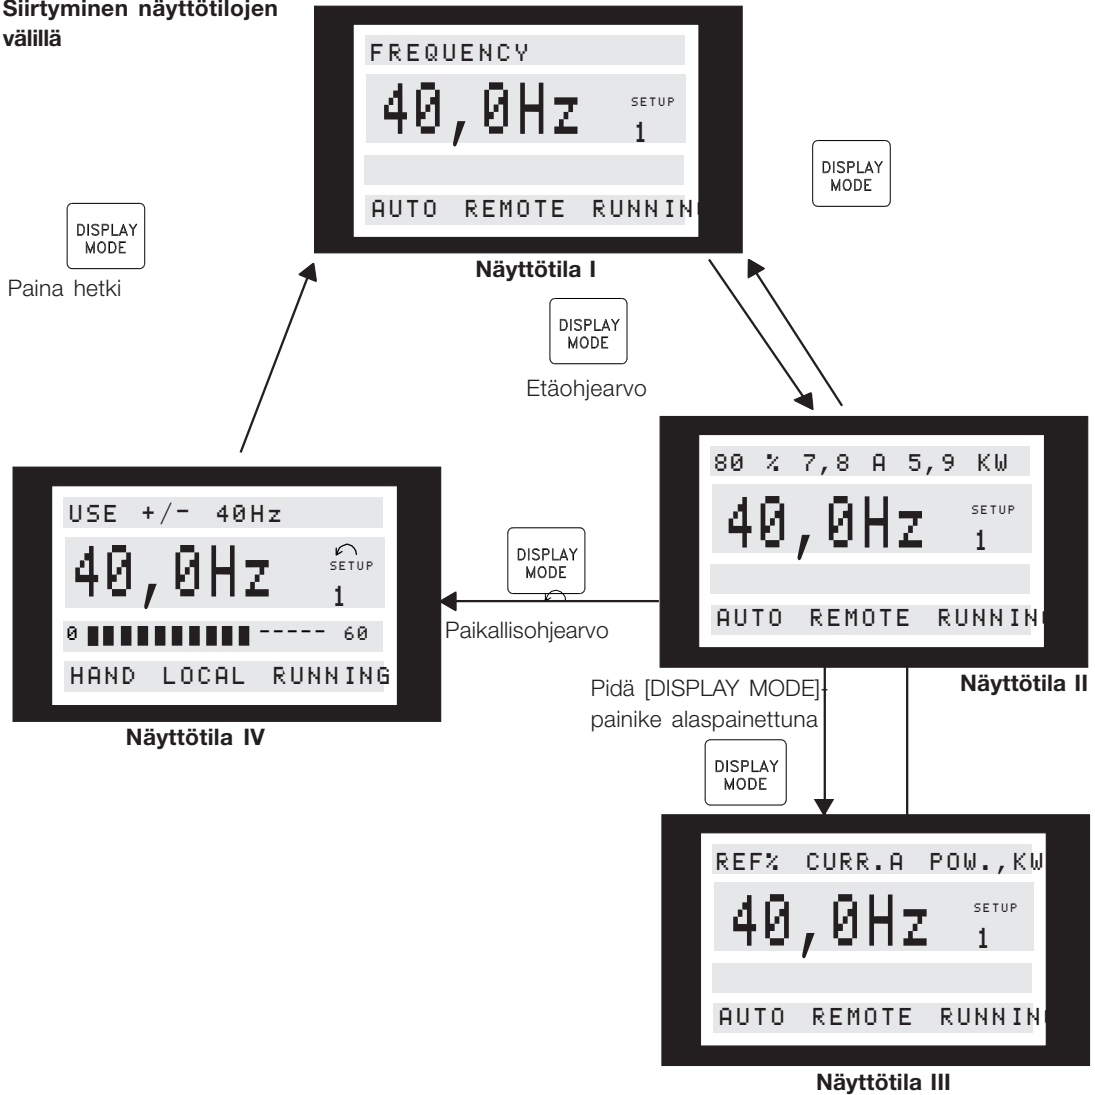 Siirtyminen näyttötilojen
välillä
FREQUENCY
40,0Hz
SETUP
1
AUTO REMOTE RUNNIN
DISPLAY
MODE
DISPLAY
MODE
Paina hetki
Näyttötila I
DISPLAY
MODE
Etäohjearvo
80 % 7,8 A 5,9 KW
40,0Hz
SETUP
1
AUTO REMOTE RUNNIN
Näyttötila II
USE +/- 40Hz
40,0Hz
SETUP
1
0 ----- 60
HAND LOCAL RUNNING
Näyttötila IV
DISPLAY
MODE
Paikallisohjearvo
Pidä [DISPLAY MODE]-
painike alaspainettuna
DISPLAY
MODE
REF% CURR.A POW.,KW
40,0Hz
SETUP
1
AUTO REMOTE RUNNIN
Näyttötila III